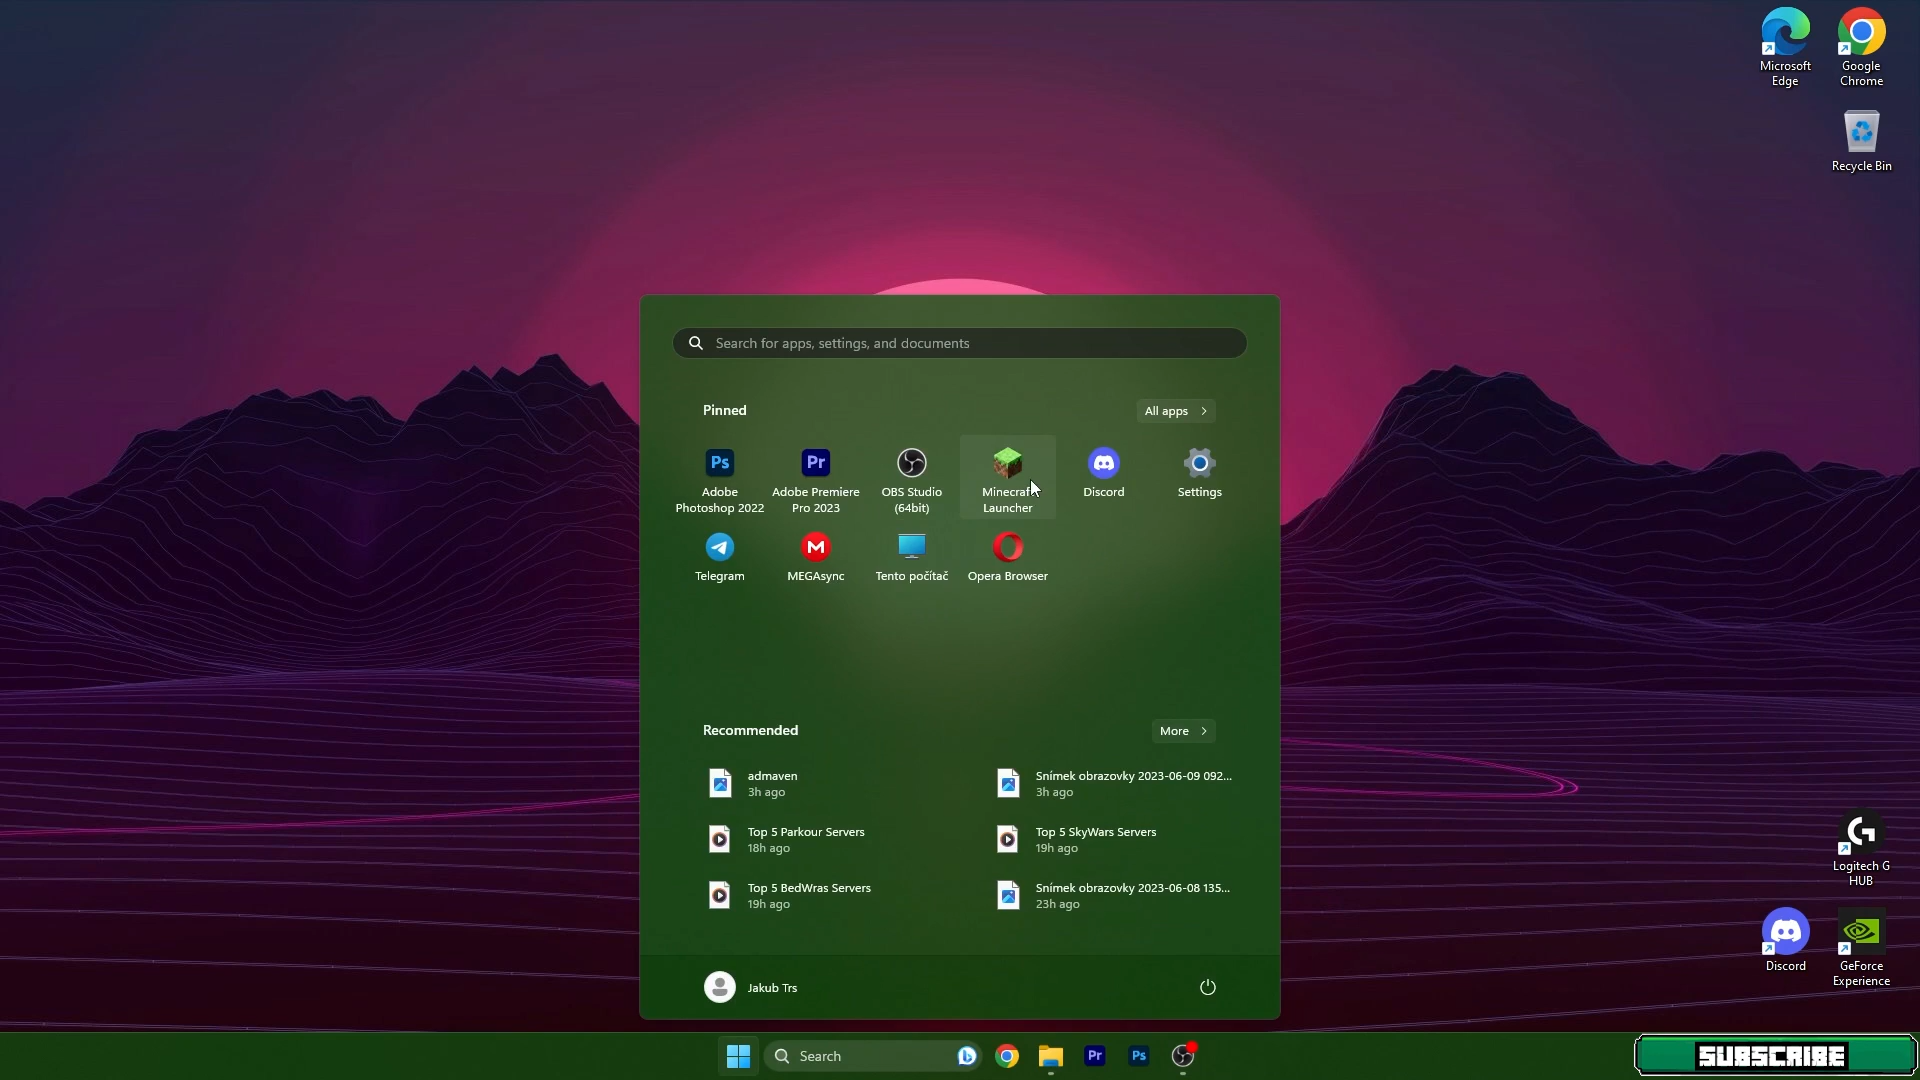 Microsoft
Edge
Google
Chrome
Recycle Bin
Search for apps, settings, and documents
Pinned
All apps
Ps
Adobe
Photoshop 2022
Pr
Adobe Premiere
Pro 2023
OBS Studio
(64bit)
Minecraft
Launcher
Discord
Settings
Telegram
M
MEGAsync
Tento počítač
Opera Browser
Recommended
More
admaven
3h ago
Snímek obrazovky 2023-06-09 092...
3h ago
Top 5 Parkour Servers
18h ago
Top 5 SkyWars Servers
19h ago
Top 5 BedWras Servers
19h ago
Snímek obrazovky 2023-06-08 135...
23h ago
Jakub Trs
Logitech G
HUB
Discord
GeForce
Experience
Search
Pr
Ps
SUBSCRIBE